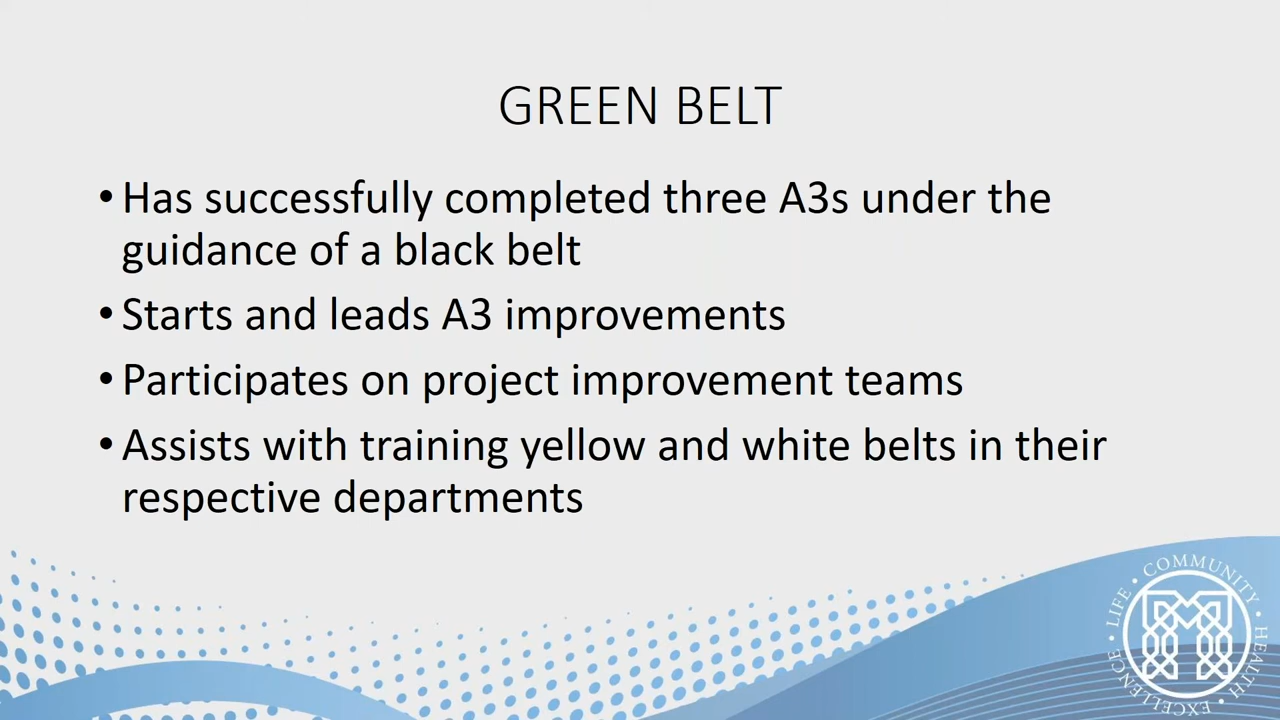 GREEN BELT
• Has successfully completed three A3s under the
guidance of a black belt
• Starts and leads A3 improvements
• Participates on project improvement teams
• Assists with training yellow and white belts in their
respective departments
LIFE • COMMUNITY • HEALTH • EXCELLENCE •